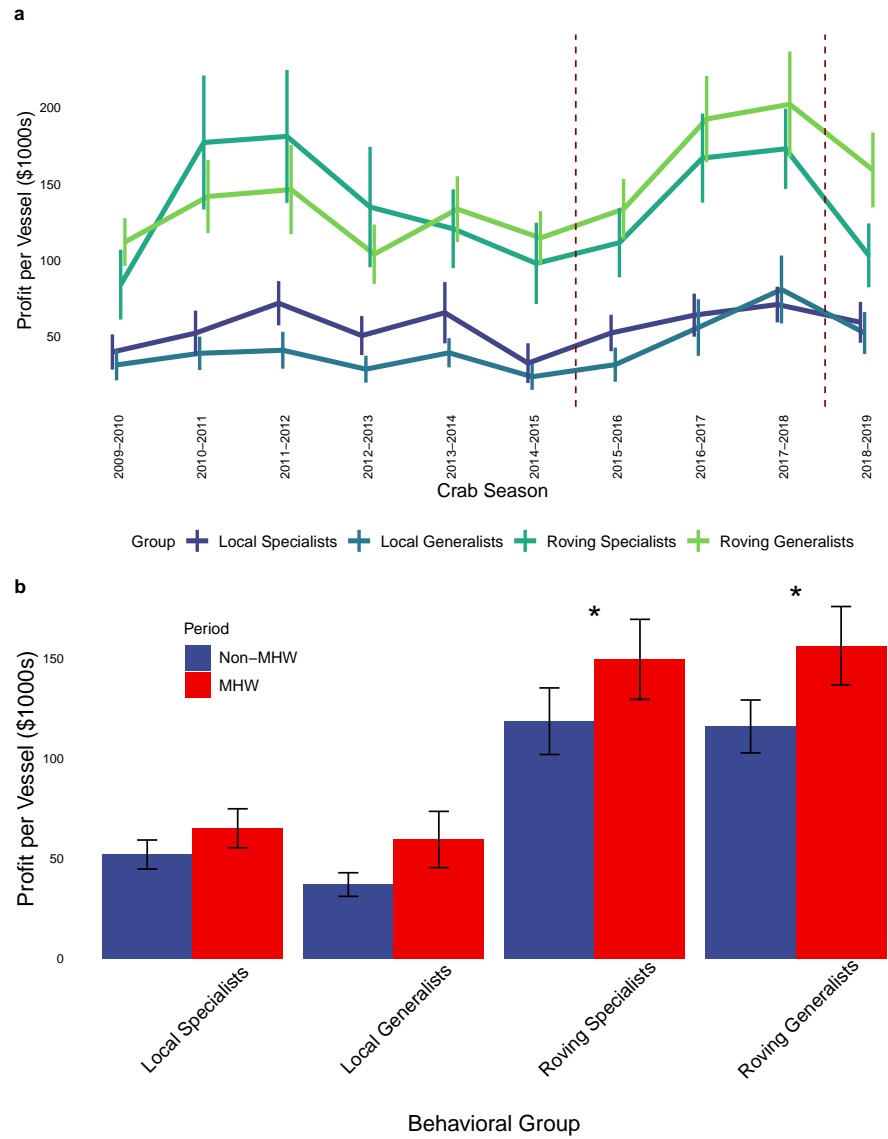 a
Profit per Vessel ($1000s)
200
150
100
50
2009–2010
2010–2011
2011–2012
2012–2013
2013–2014
2014–2015
2015–2016
2016–2017
2017–2018
2018–2019
Crab Season
Group Local Specialists Local Generalists Roving Specialists Roving Generalists
b
Profit per Vessel ($1000s)
150
100
50
0
Period
Non−MHW
MHW
*
*
Local Specialists
Local Generalists
Roving Specialists
Roving Generalists
Behavioral Group